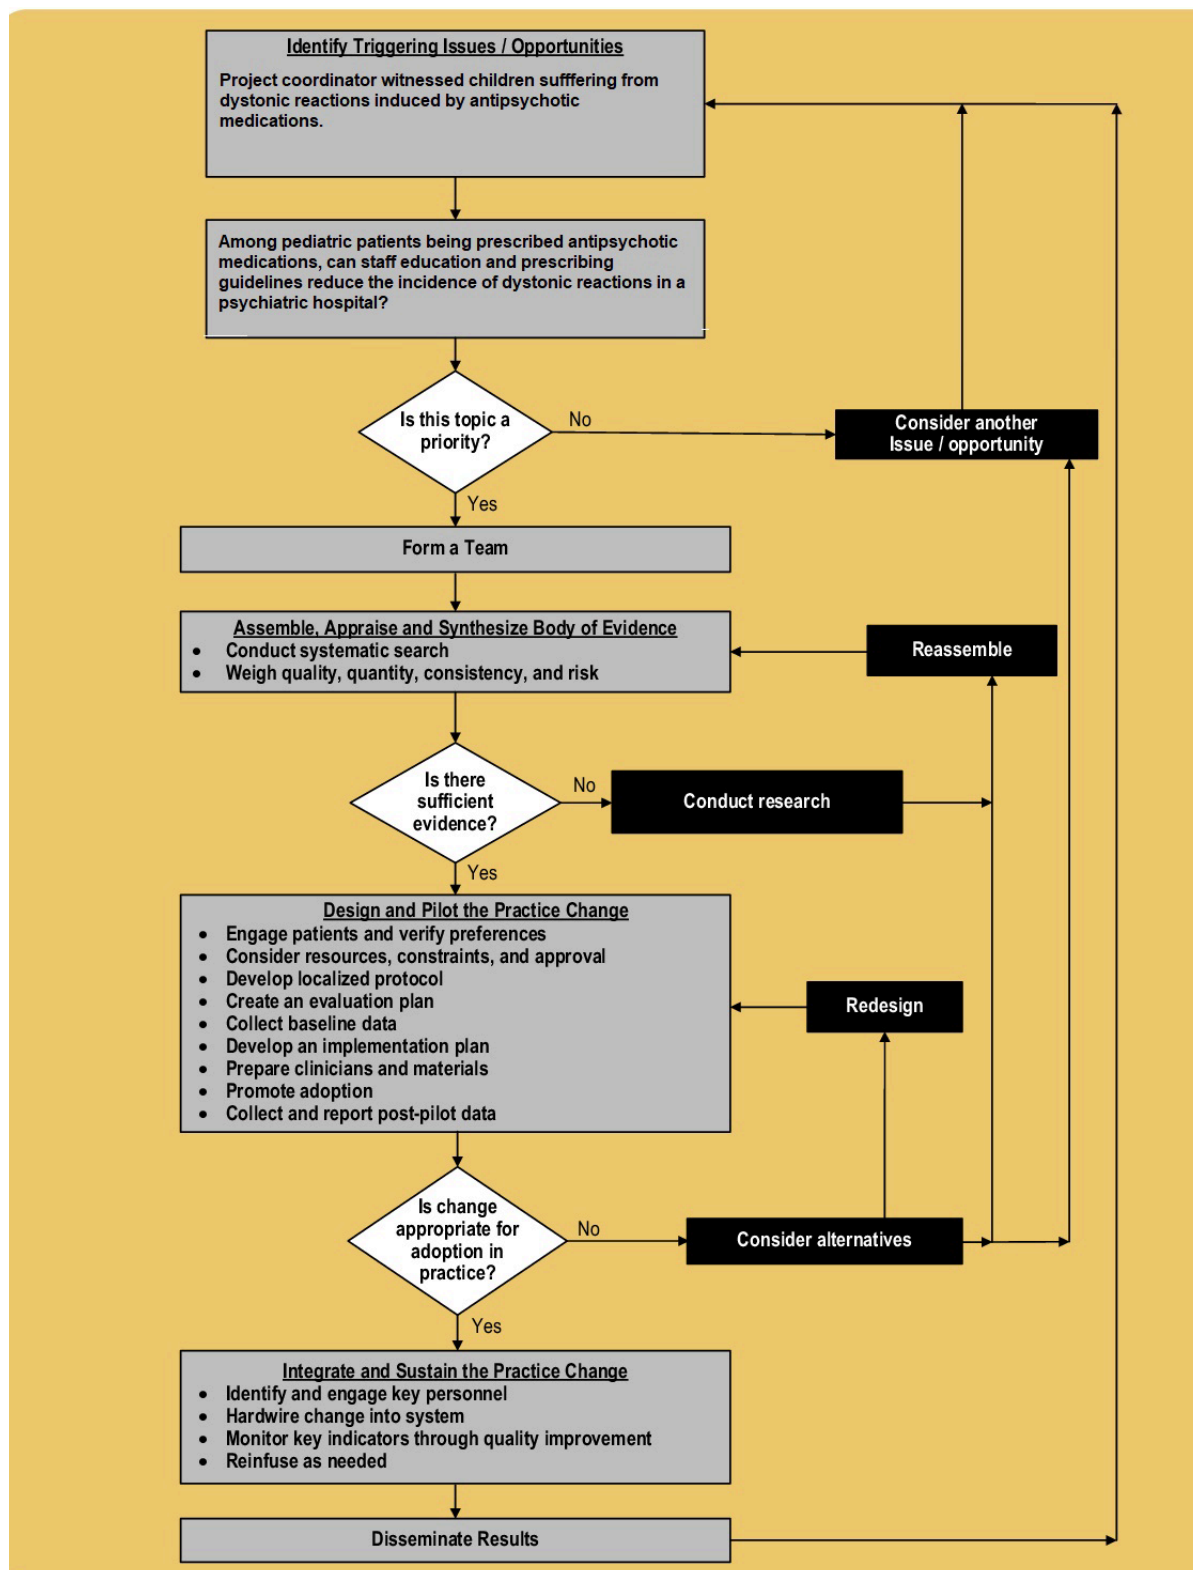 Identify Triggering Issues / Opportunities
Project coordinator witnessed children sufffering from
dystonic reactions induced by antipsychotic
medications.
Among pediatric patients being prescribed antipsychotic
medications, can staff education and prescribing
guidelines reduce the incidence of dystonic reactions in a
psychiatric hospital?
Is this topic a
priority?
No
Consider another
Issue / opportunity
Yes
Form a Team
Assemble, Appraise and Synthesize Body of Evidence
• Conduct systematic search
• Weigh quality, quantity, consistency, and risk
Reassemble
Is there
sufficient
evidence?
No
Conduct research
Yes
Design and Pilot the Practice Change
• Engage patients and verify preferences
• Consider resources, constraints, and approval
• Develop localized protocol
• Create an evaluation plan
• Collect baseline data
• Develop an implementation plan
• Prepare clinicians and materials
• Promote adoption
• Collect and report post-pilot data
Redesign
Is change
appropriate for
adoption in
practice?
No
Consider alternatives
Yes
Integrate and Sustain the Practice Change
• Identify and engage key personnel
• Hardwire change into system
• Monitor key indicators through quality improvement
• Reinfuse as needed
Disseminate Results